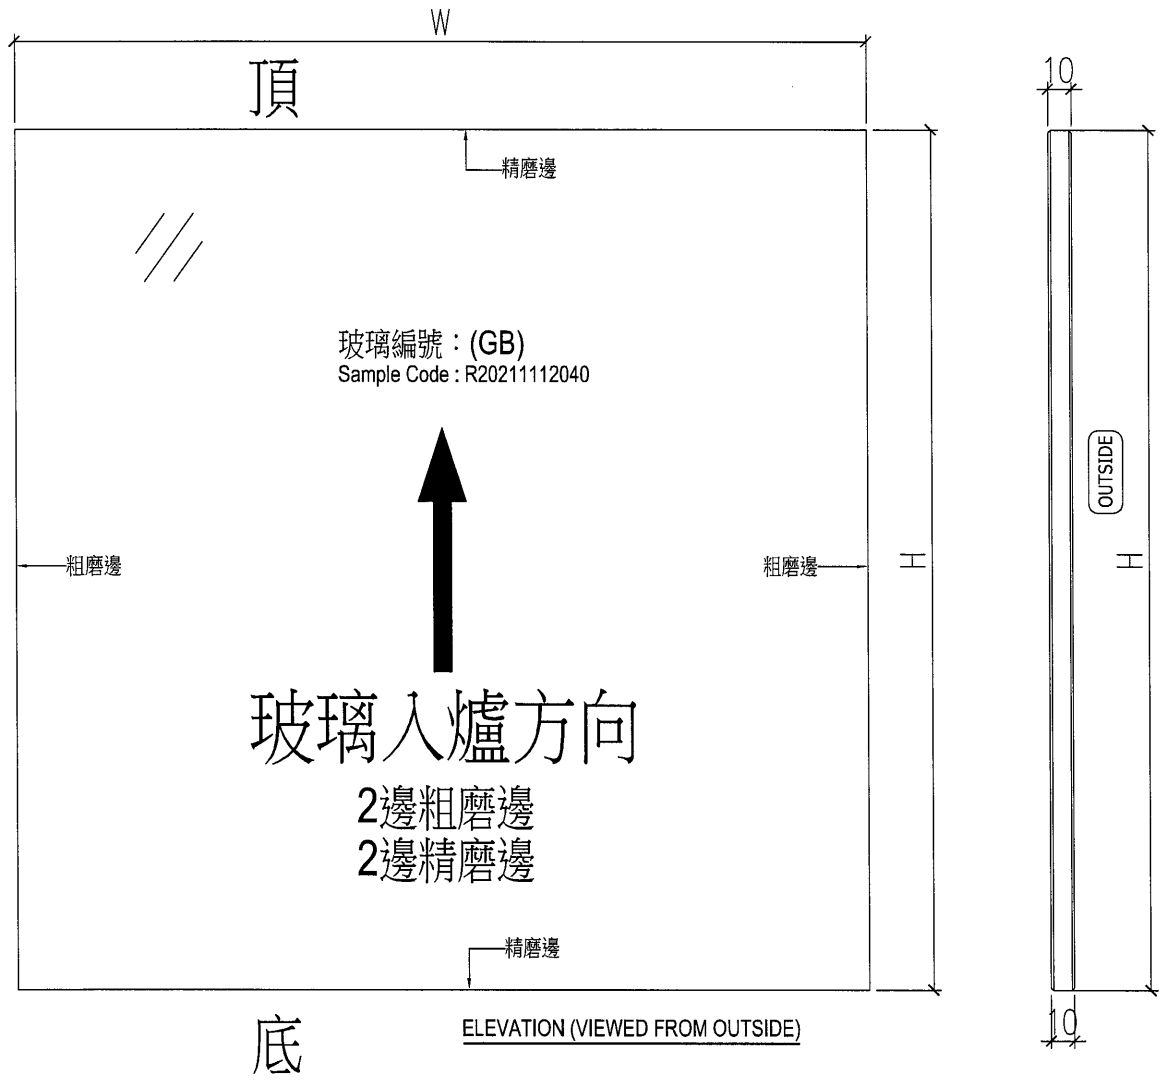 W
頂
10
精磨邊
玻璃編號：(GB)
Sample Code : R20211112040
OUTSIDE
粗磨邊
粗磨邊
H
H
玻璃入爐方向
2邊粗磨邊
2邊精磨邊
精磨邊
底
ELEVATION (VIEWED FROM OUTSIDE)
10